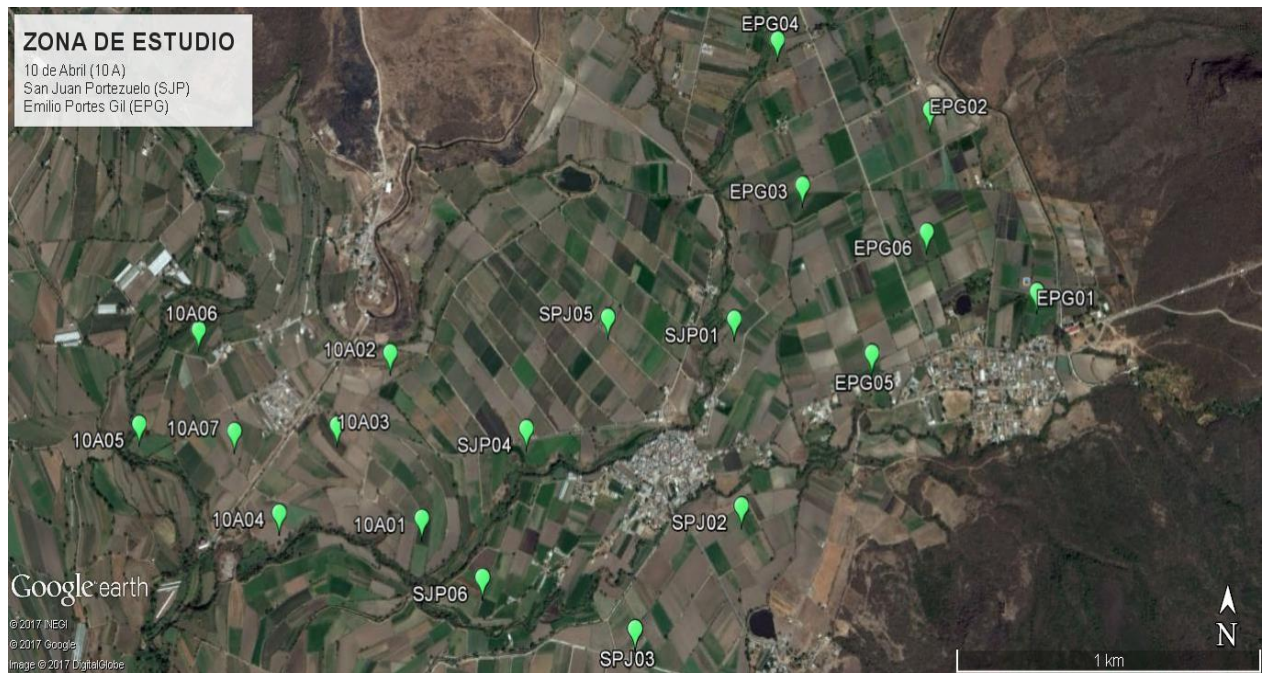 ZONA DE ESTUDIO
10 de Abril (10 A)
San Juan Portezuelo (SJP)
Emilio Portes Gil (EPG)
EPG04
EPG02
EPG03
EPG06
EPG01
SPJ05
SJP01
10A06
10A02
EPG05
10A05
10A07
10A03
SJP04
10A04
10A01
SPJ02
SJP06
SPJ03
Google earth
© 2017 INEGI
© 2017 Google
Image © 2017 DigitalGlobe
N
1 km